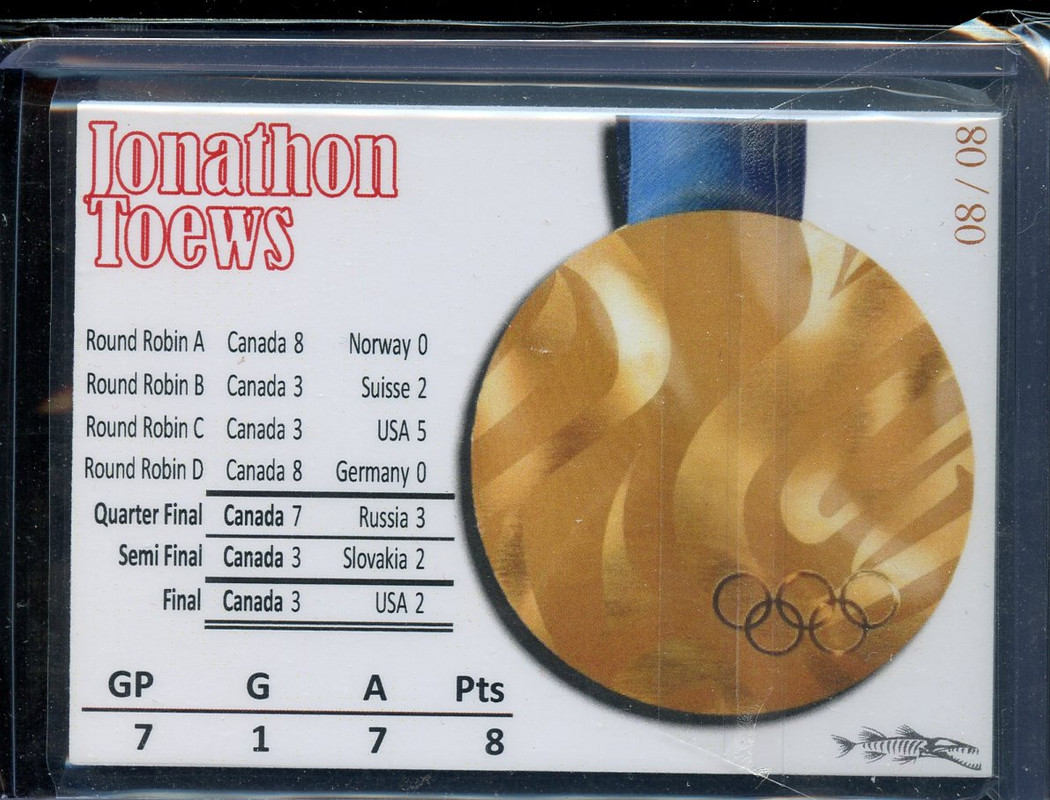 Jonathon
Toews
80 / 08
Round Robin A Canada 8 Norway 0
Round Robin B Canada 3 Suisse 2
Round Robin C Canada 3 USA 5
Round Robin D Canada 8 Germany 0
Quarter Final Canada 7 Russia 3
Semi Final Canada 3 Slovakia 2
Final Canada 3 USA 2
GP G A Pts
7 1 7 8